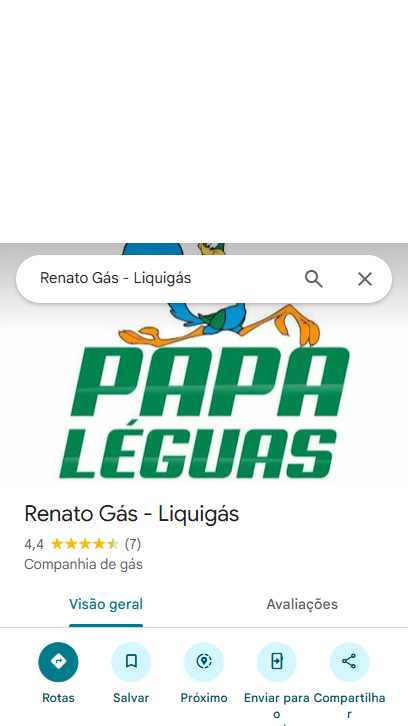 Renato Gás - Liquigás
PAPA
LÉGUAS
Renato Gás - Liquigás
4,4 (7)
Companhia de gás
Visão geral Avaliações
Rotas Salvar Próximo Enviar para o Compartilhar